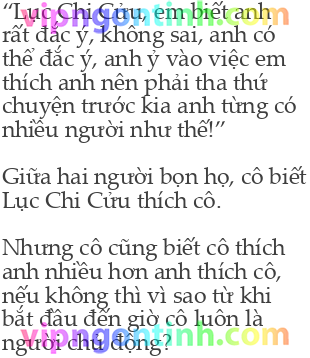 “Lục Chi Cửu, em biết anh
rất đắc ý, không sai, anh có
thể đắc ý, anh ỷ vào việc em
thích anh nên phải tha thứ
chuyện trước kia anh từng có
nhiều người như thế!”
Giữa hai người bọn họ, cô biết
Lục Chi Cửu thích cô.
Nhưng cô cũng biết cô thích
anh nhiều hơn anh thích cô,
nếu không thì vì sao từ khi
bắt đầu đến giờ cô luôn là
người chủ động?
vipngontinh.com
vipngontinh.com
vipngontinh.com